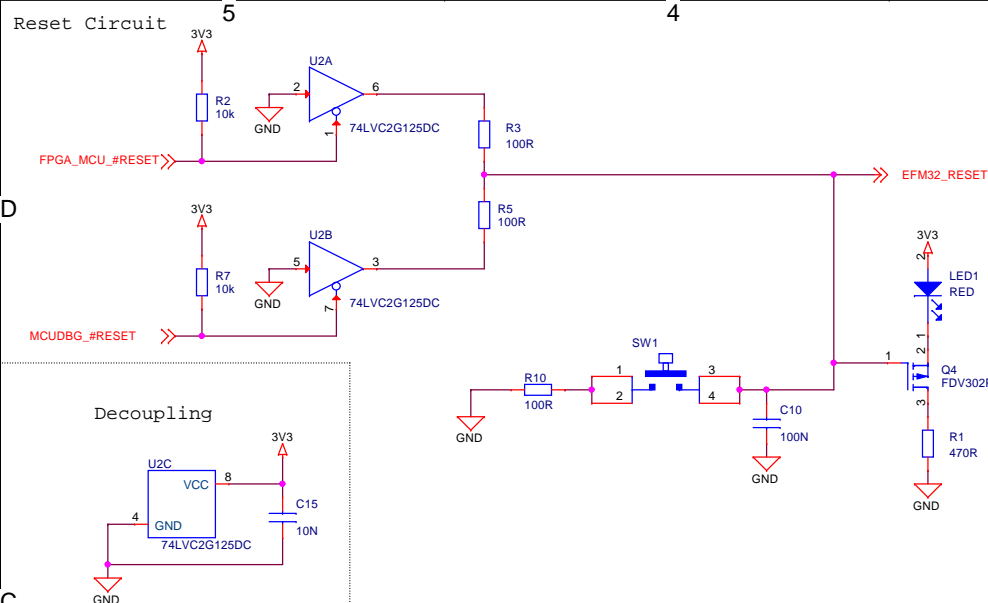 5
4
Reset Circuit
3V3
U2A
2
6
R2
10k
GND
1
74LVC2G125DC
R3
100R
FPGA_MCU_#RESET
EFM32_RESET
D
3V3
R5
100R
U2B
5
3
3V3
2
R7
10k
GND
7
74LVC2G125DC
LED1
RED
MCUDBG_#RESET
1
SW1
1
2
Q4
FDV302P
R10
100R
1
2
3
4
3
C10
100N
GND
GND
R1
470R
GND
Decoupling
3V3
U2C
VCC
8
4
GND
C15
10N
74LVC2G125DC
GND
C